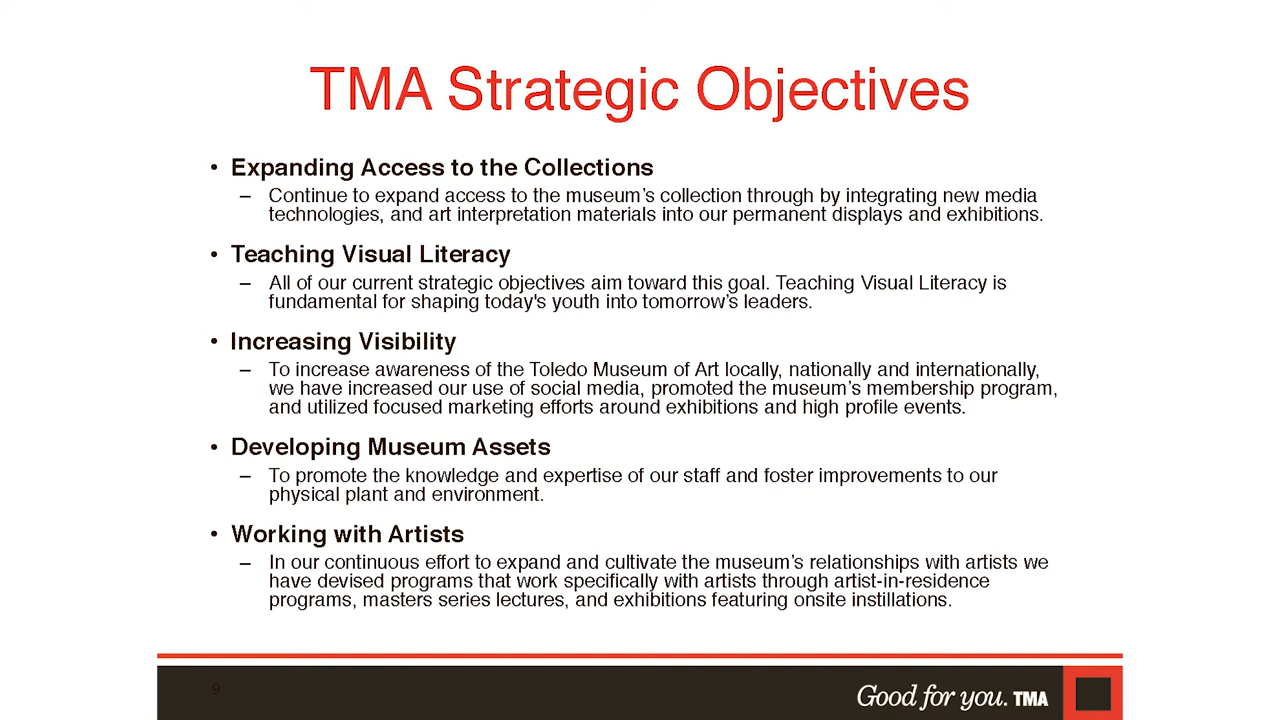 TMA Strategic Objectives
• Expanding Access to the Collections
– Continue to expand access to the museum’s collection through by integrating new media
technologies, and art interpretation materials into our permanent displays and exhibitions.
• Teaching Visual Literacy
– All of our current strategic objectives aim toward this goal. Teaching Visual Literacy is
fundamental for shaping today's youth into tomorrow’s leaders.
• Increasing Visibility
– To increase awareness of the Toledo Museum of Art locally, nationally and internationally,
we have increased our use of social media, promoted the museum’s membership program,
and utilized focused marketing efforts around exhibitions and high profile events.
• Developing Museum Assets
– To promote the knowledge and expertise of our staff and foster improvements to our
physical plant and environment.
• Working with Artists
– In our continuous effort to expand and cultivate the museum’s relationships with artists we
have devised programs that work specifically with artists through artist-in-residence
programs, masters series lectures, and exhibitions featuring onsite instillations.
9
Good for you. TMA